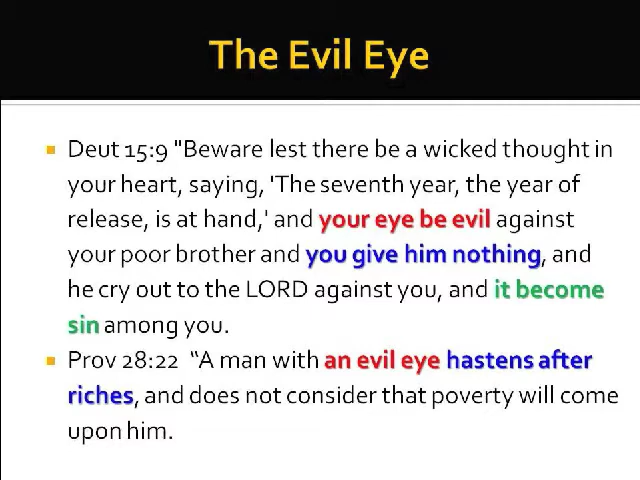 The Evil Eye
Deut 15:9 "Beware lest there be a wicked thought in
your heart, saying, 'The seventh year, the year of
release, is at hand,' and your eye be evil against
your poor brother and you give him nothing, and
he cry out to the LORD against you, and it become
sin among you.
Prov 28:22 “A man with an evil eye hastens after
riches, and does not consider that poverty will come
upon him.